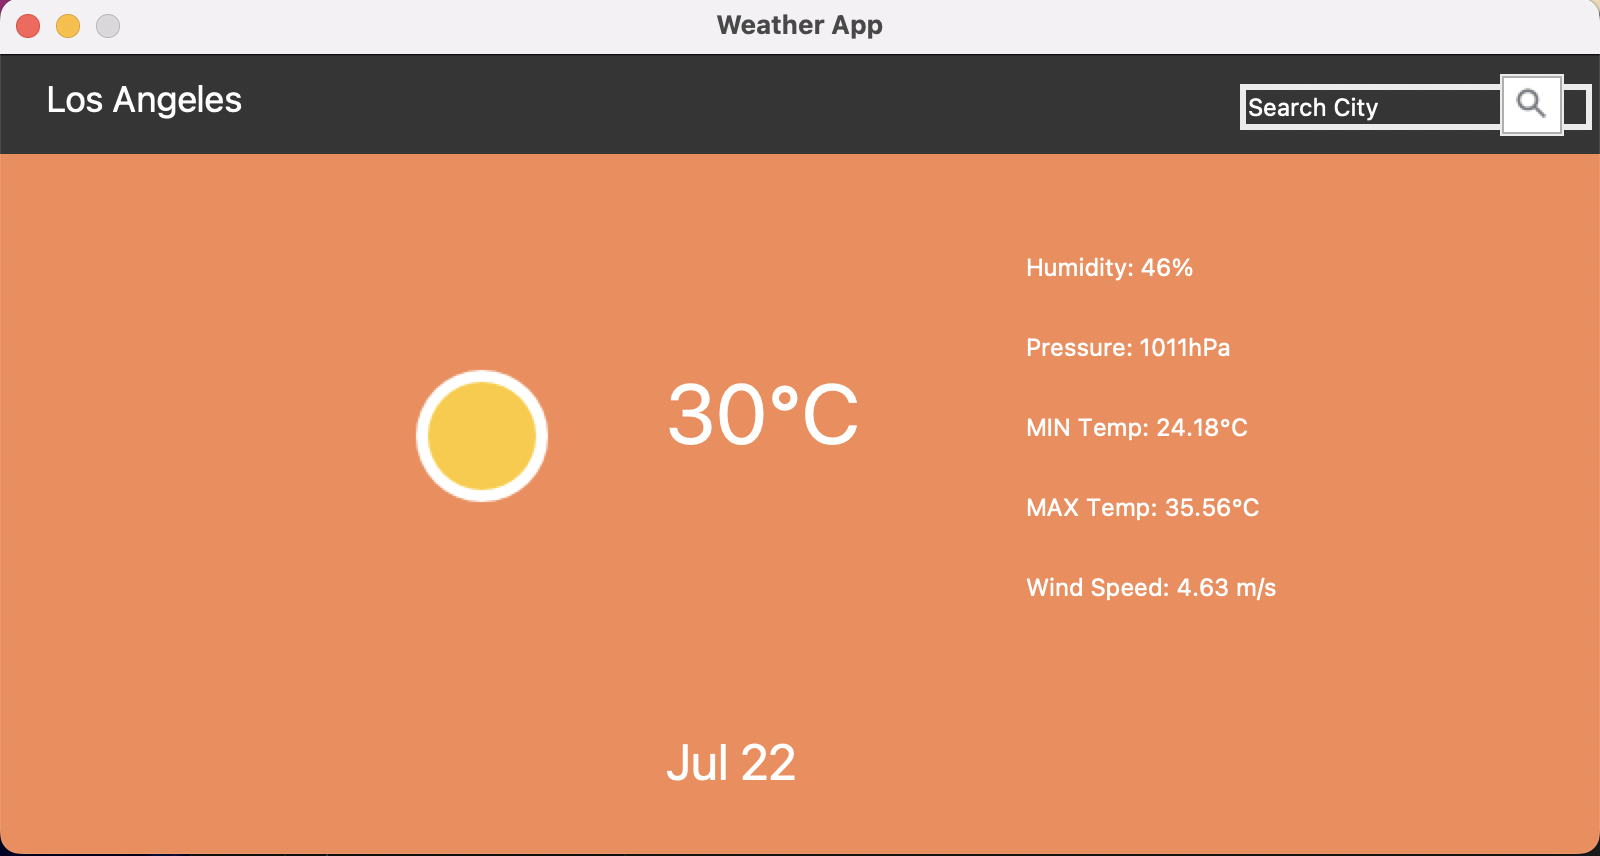 Weather App
Los Angeles
Search City
Humidity: 46%
Pressure: 1011hPa
30°C
MIN Temp: 24.18°C
MAX Temp: 35.56°C
Wind Speed: 4.63 m/s
Jul 22